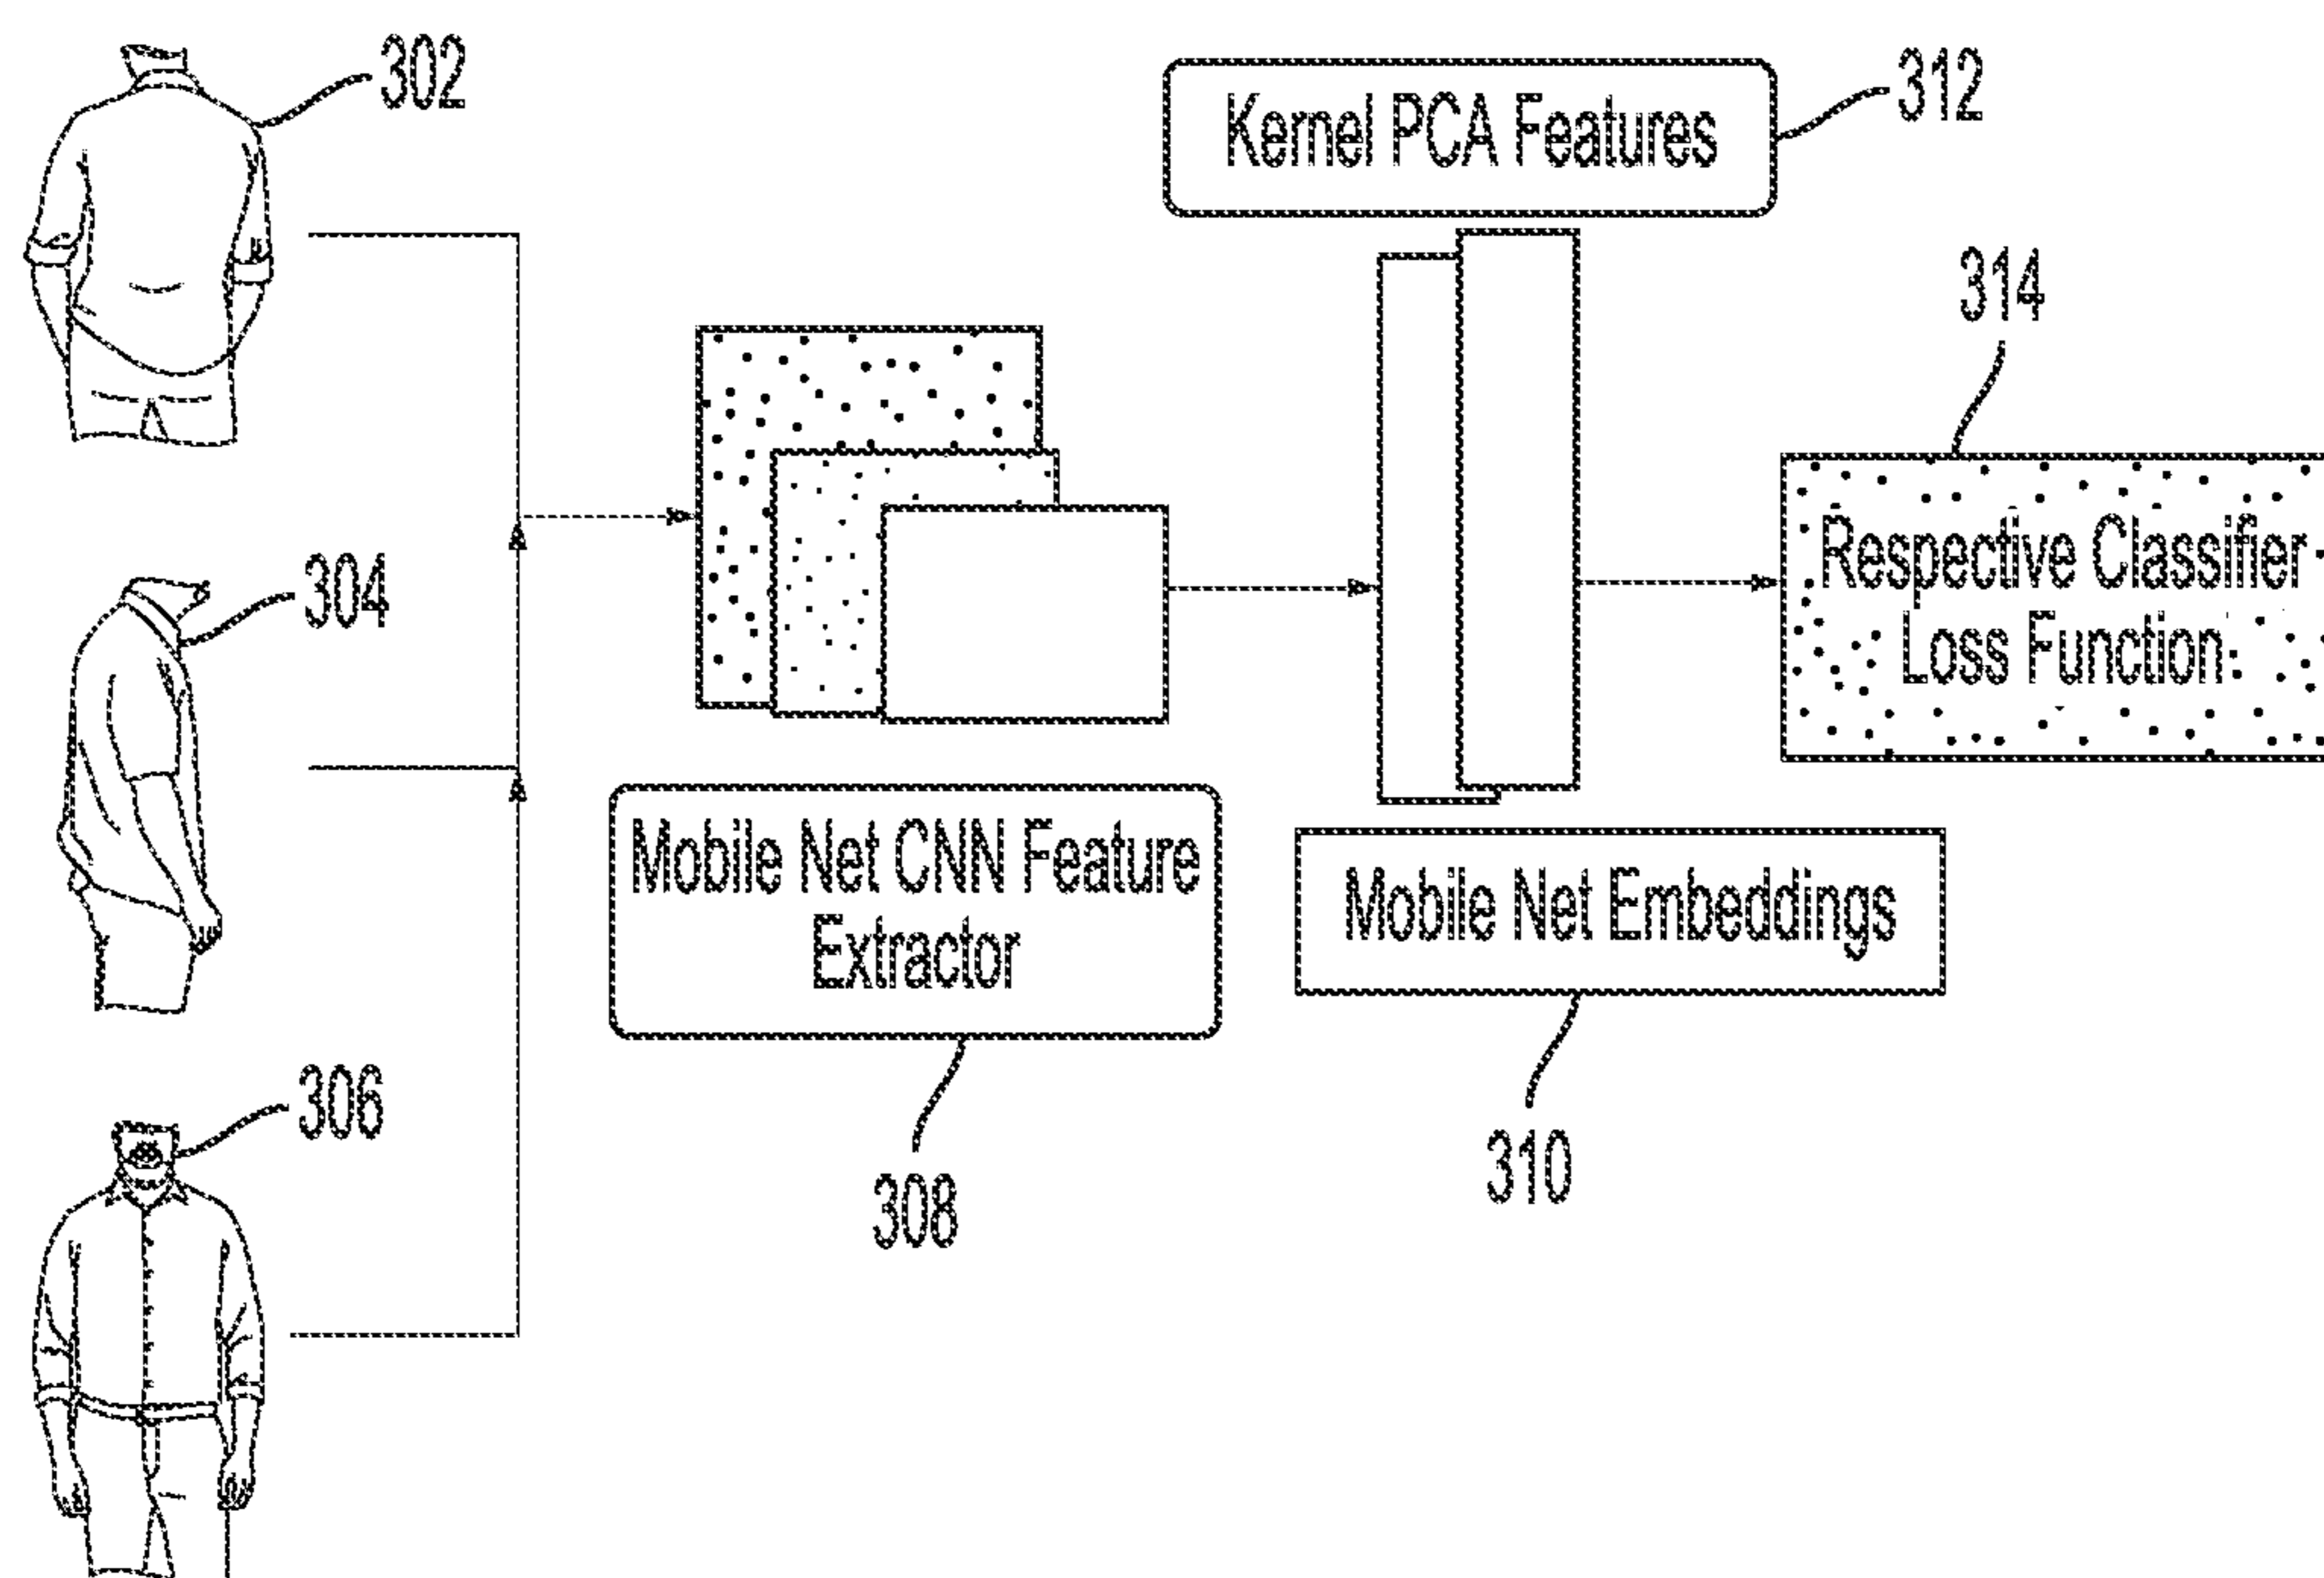 302
312
Kernel PCA Features
314
304
Respective Classifier
Loss Function
Mobile Net CNN Feature
Extractor
Mobile Net Embeddings
306
310
308